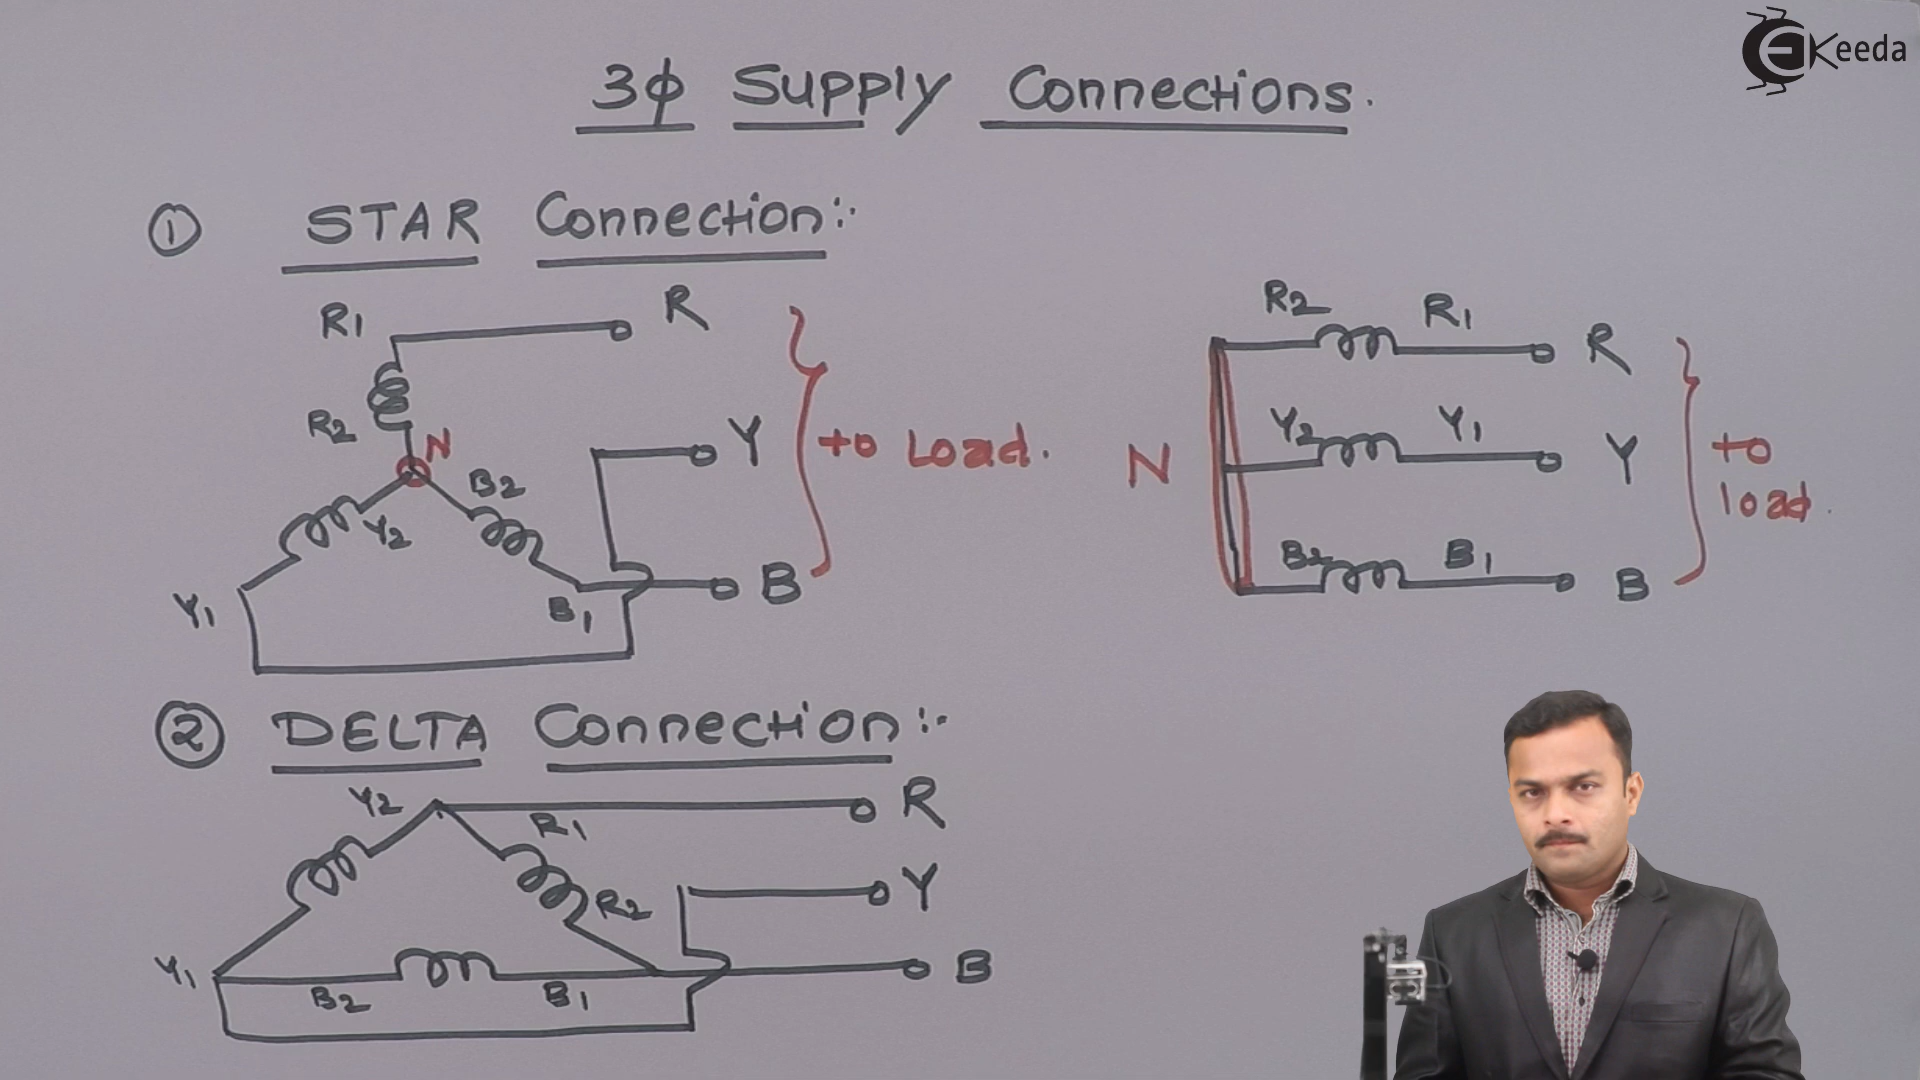 Keeda
3φ Supply Connections.
① STAR Connection:-
R1
R
R2
N
B2
Y2
Y
to Load.
Y1
B1
B
R2 R1
R
Y2 Y1
N
Y
to
load.
B2 B1
B
② DELTA Connection:-
Y2
R
R1
R2
Y
Y1
B2 B1
B